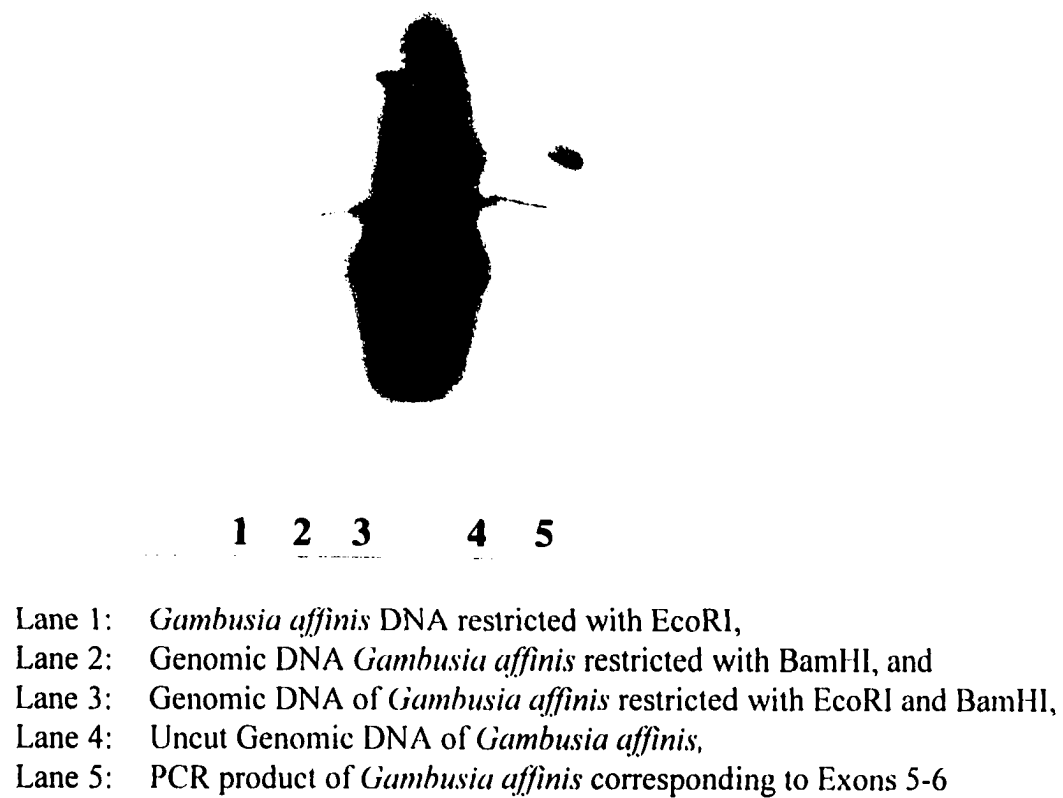 1 2 3 4 5
Lane 1: Gambusia affinis DNA restricted with EcoRI,
Lane 2: Genomic DNA Gambusia affinis restricted with BamHI, and
Lane 3: Genomic DNA of Gambusia affinis restricted with EcoRI and BamHI,
Lane 4: Uncut Genomic DNA of Gambusia affinis,
Lane 5: PCR product of Gambusia affinis corresponding to Exons 5-6